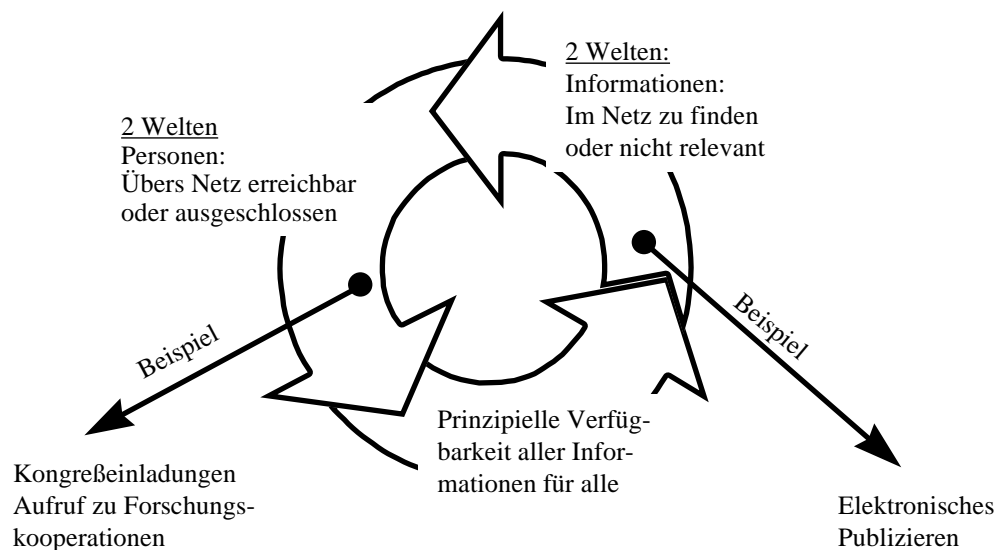 2 Welten:
Informationen:
Im Netz zu finden
oder nicht relevant
2 Welten
Personen:
Übers Netz erreichbar
oder ausgeschlossen
Beispiel
Beispiel
Prinzipielle Verfüg-
barkeit aller Infor-
mationen für alle
Kongreßeinladungen
Aufruf zu Forschungs-
kooperationen
Elektronisches
Publizieren